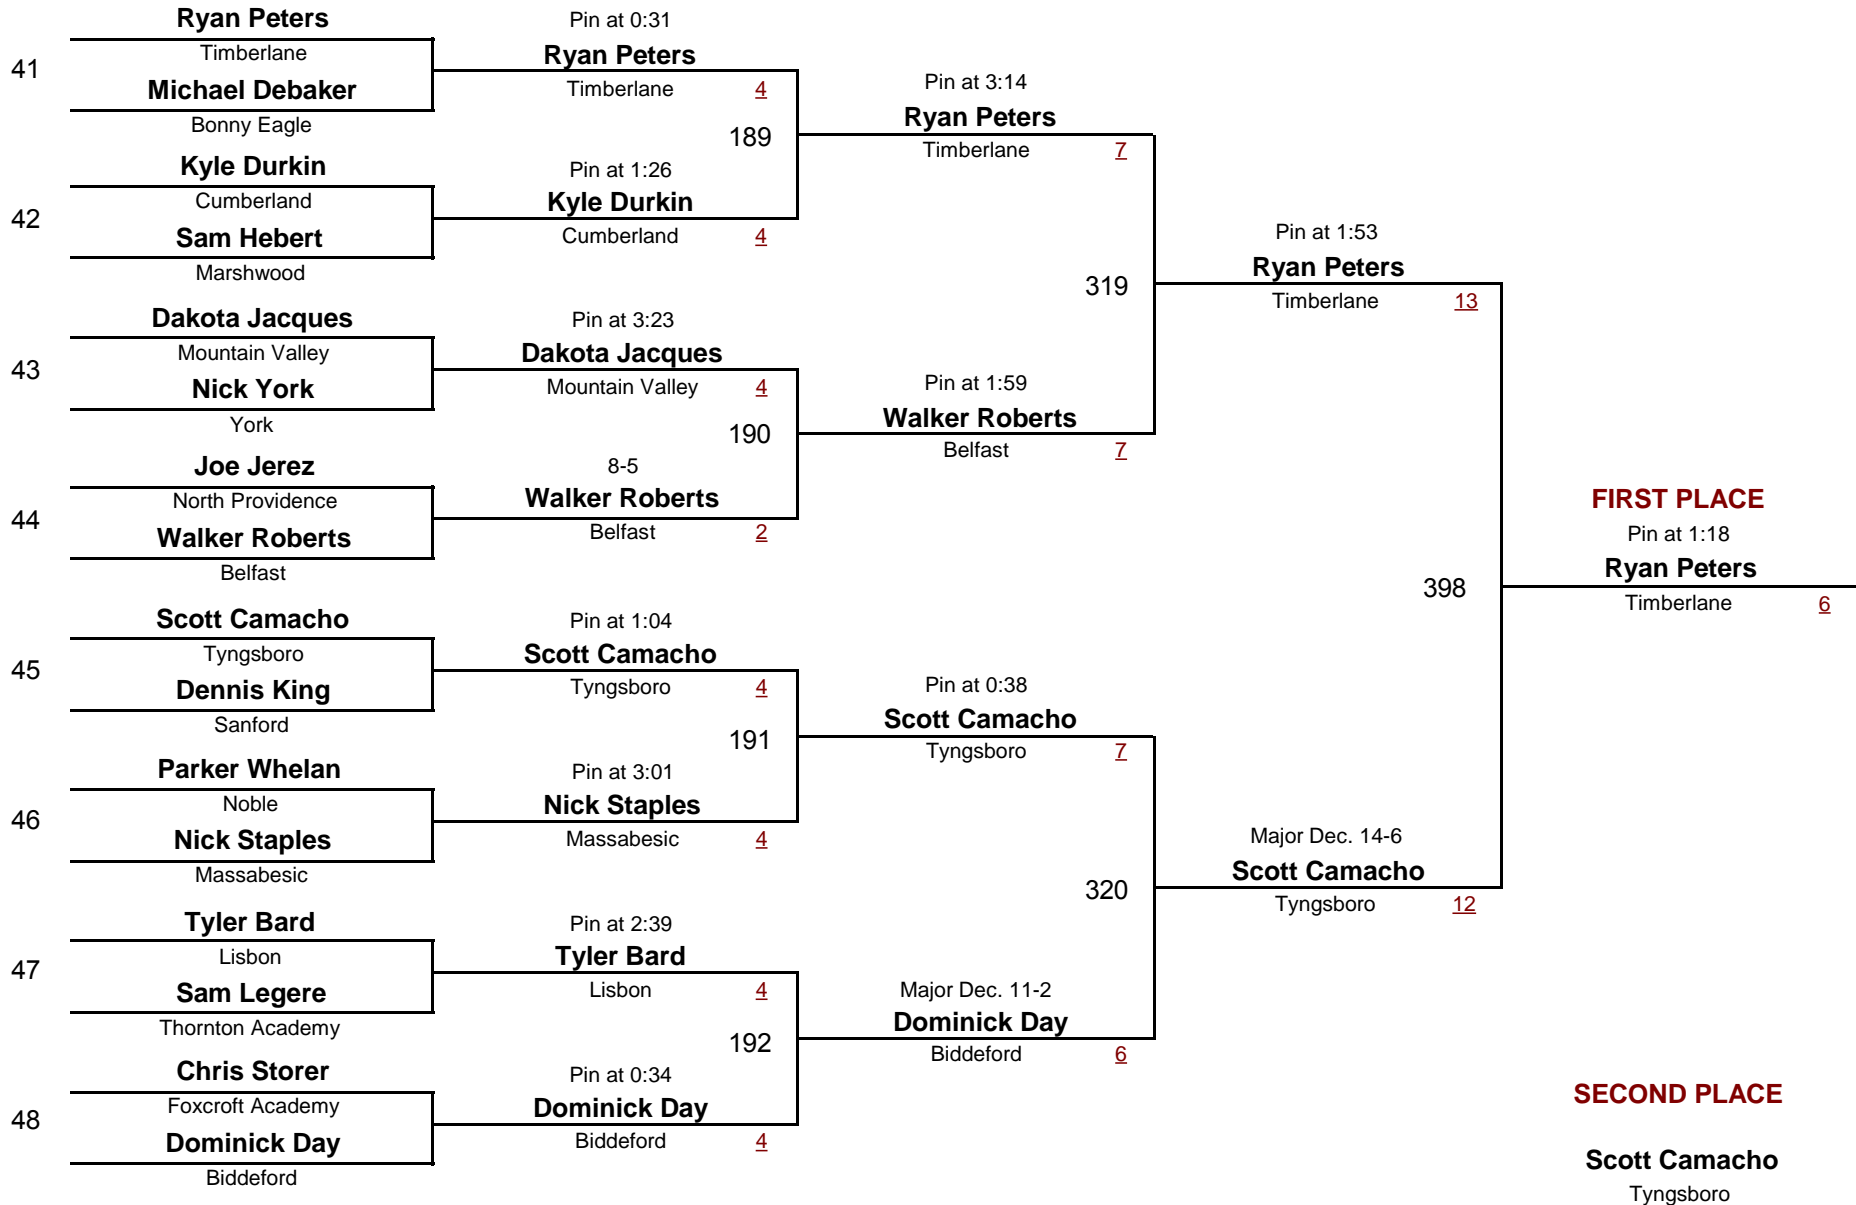 Ryan Peters
Timberlane
41
Michael Debaker
Bonny Eagle
Kyle Durkin
Cumberland
42
Sam Hebert
Marshwood
Dakota Jacques
Mountain Valley
43
Nick York
York
Joe Jerez
North Providence
44
Walker Roberts
Belfast
Scott Camacho
Tyngsboro
45
Dennis King
Sanford
Parker Whelan
Noble
46
Nick Staples
Massabesic
Tyler Bard
Lisbon
47
Sam Legere
Thornton Academy
Chris Storer
Foxcroft Academy
48
Dominick Day
Biddeford
Pin at 0:31
Ryan Peters
Timberlane 4
189
Pin at 1:26
Kyle Durkin
Cumberland 4
Pin at 3:23
Dakota Jacques
Mountain Valley 4
190
8-5
Walker Roberts
Belfast 2
Pin at 1:04
Scott Camacho
Tyngsboro 4
191
Pin at 3:01
Nick Staples
Massabesic 4
Pin at 2:39
Tyler Bard
Lisbon 4
192
Pin at 0:34
Dominick Day
Biddeford 4
Pin at 3:14
Ryan Peters
Timberlane 7
319
Pin at 1:59
Walker Roberts
Belfast 7
Pin at 0:38
Scott Camacho
Tyngsboro 7
320
Major Dec. 11-2
Dominick Day
Biddeford 6
Pin at 1:53
Ryan Peters
Timberlane 13
398
Major Dec. 14-6
Scott Camacho
Tyngsboro 12
FIRST PLACE
Pin at 1:18
Ryan Peters
Timberlane 6
SECOND PLACE
Scott Camacho
Tyngsboro